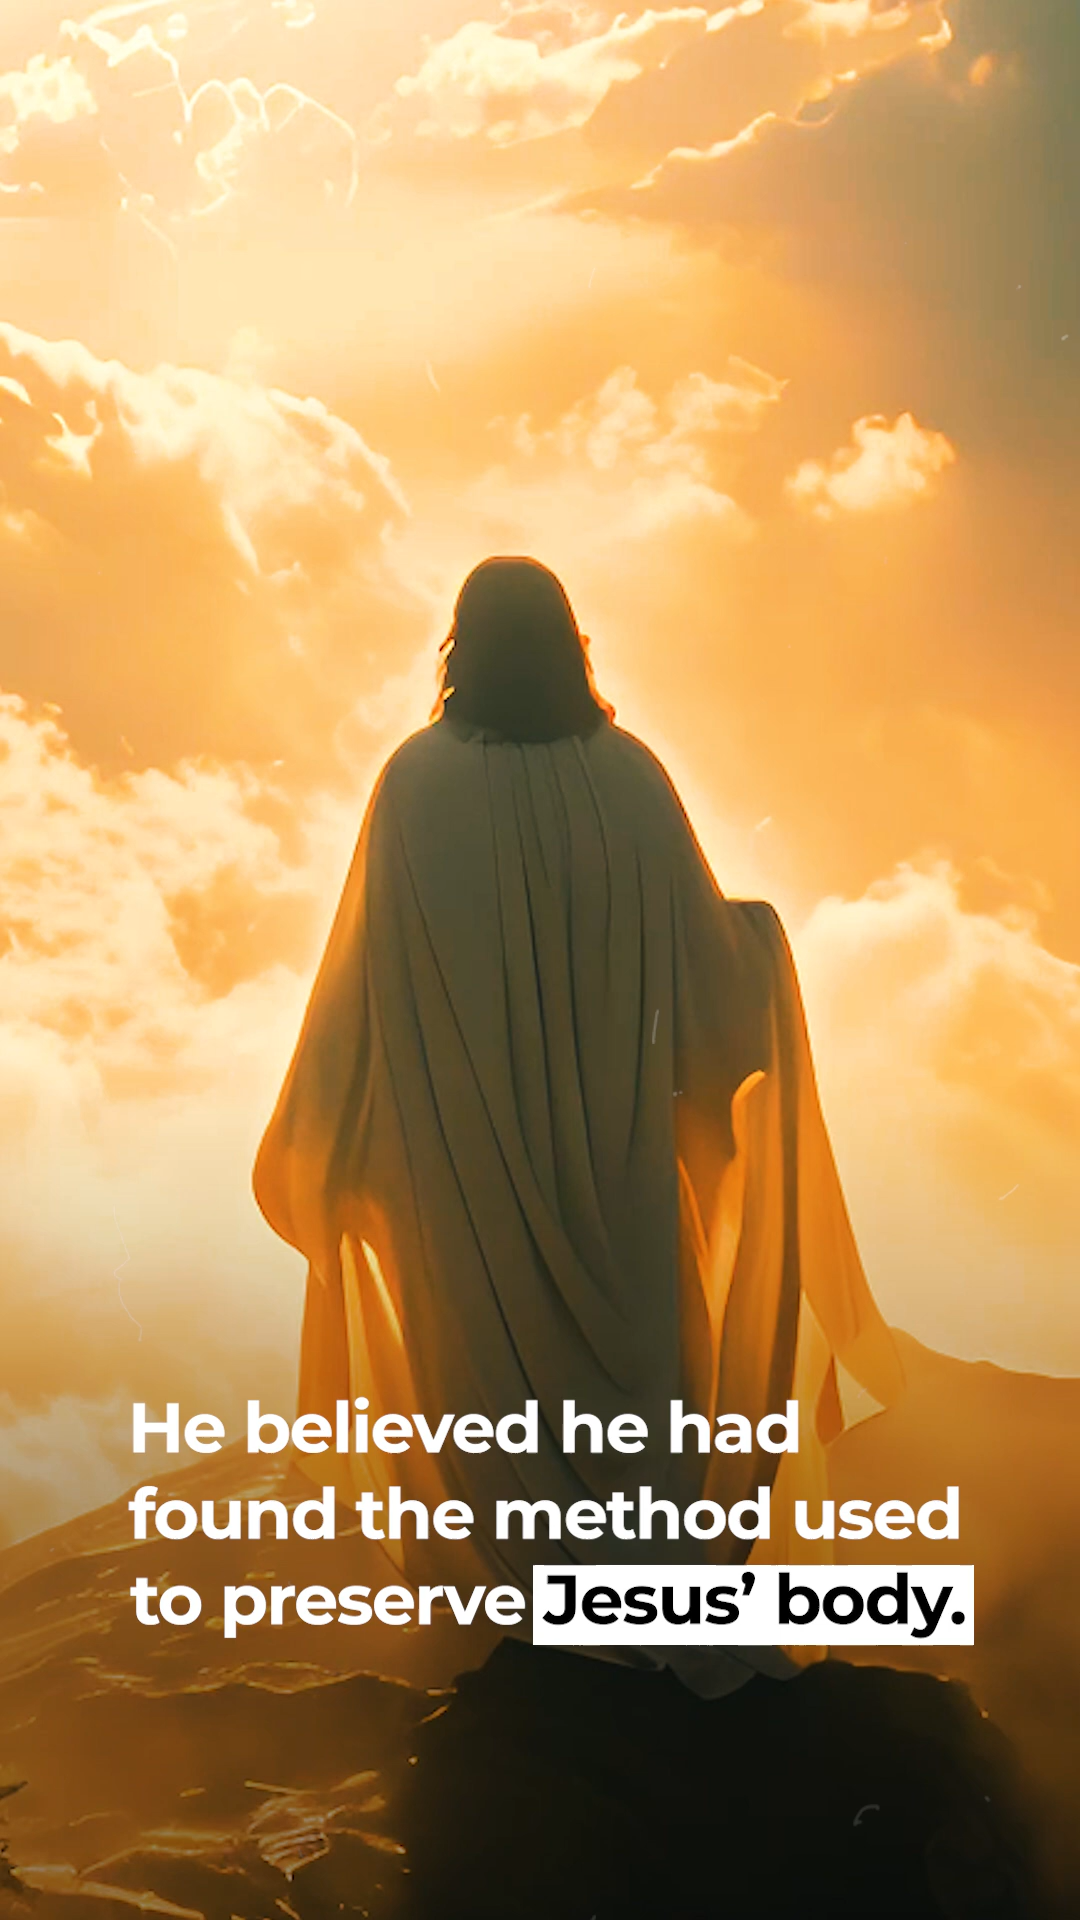 He believed he had
found the method used
to preserve Jesus’ body.